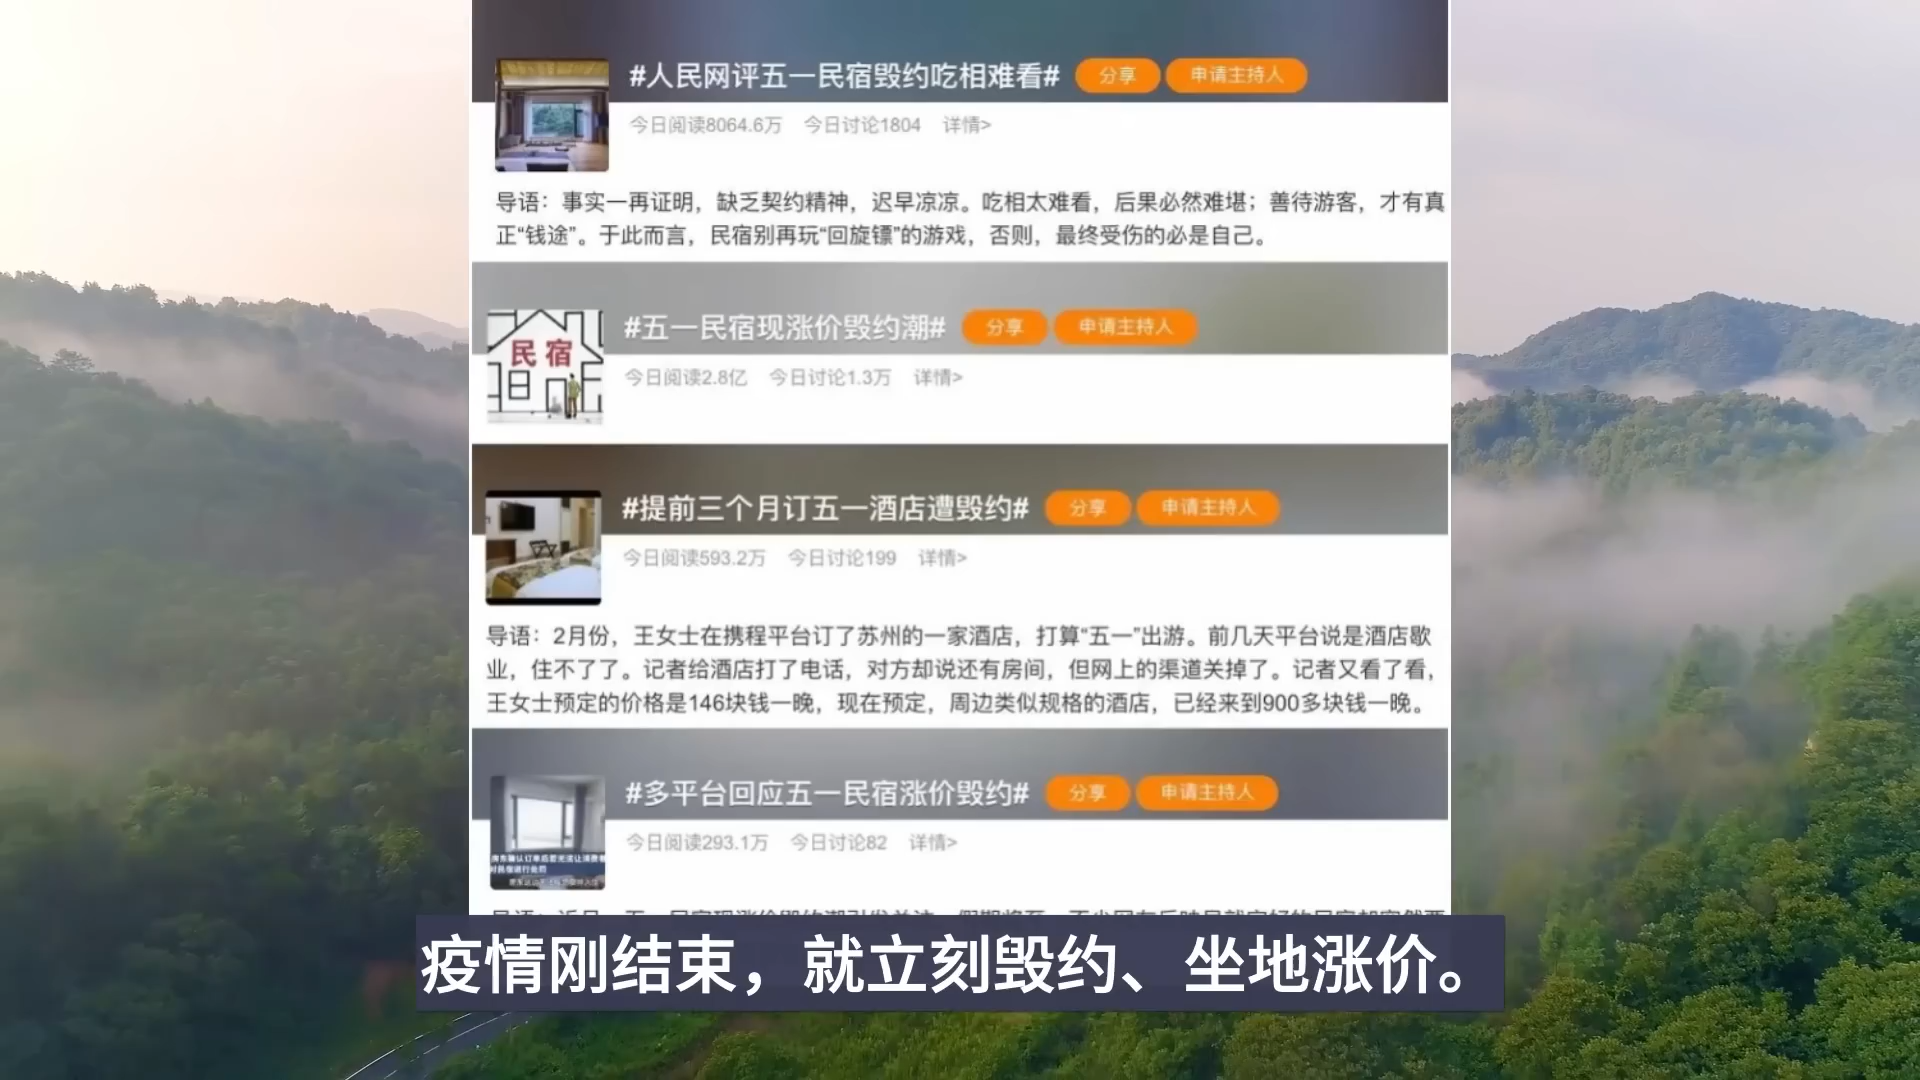 #人民网评五一民宿毁约吃相难看# 分享 申请主持人
今日阅读8064.6万 今日讨论1804 详情>
导语：事实一再证明，缺乏契约精神，迟早凉凉。吃相太难看，后果必然难堪；善待游客，才有真
正“钱途”。于此而言，民宿别再玩“回旋镖”的游戏，否则，最终受伤的必是自己。
民宿
#五一民宿现涨价毁约潮# 分享 申请主持人
今日阅读2.8亿 今日讨论1.3万 详情>
#提前三个月订五一酒店遭毁约# 分享 申请主持人
今日阅读593.2万 今日讨论199 详情>
导语：2月份，王女士在携程平台订了苏州的一家酒店，打算“五一”出游。前几天平台说是酒店歇
业，住不了了。记者给酒店打了电话，对方却说还有房间，但网上的渠道关掉了。记者又看了看，
王女士预定的价格是146块钱一晚，现在预定，周边类似规格的酒店，已经来到900多块钱一晚。
#多平台回应五一民宿涨价毁约# 分享 申请主持人
今日阅读293.1万 今日讨论82 详情>
疫情刚结束，就立刻毁约、坐地涨价。